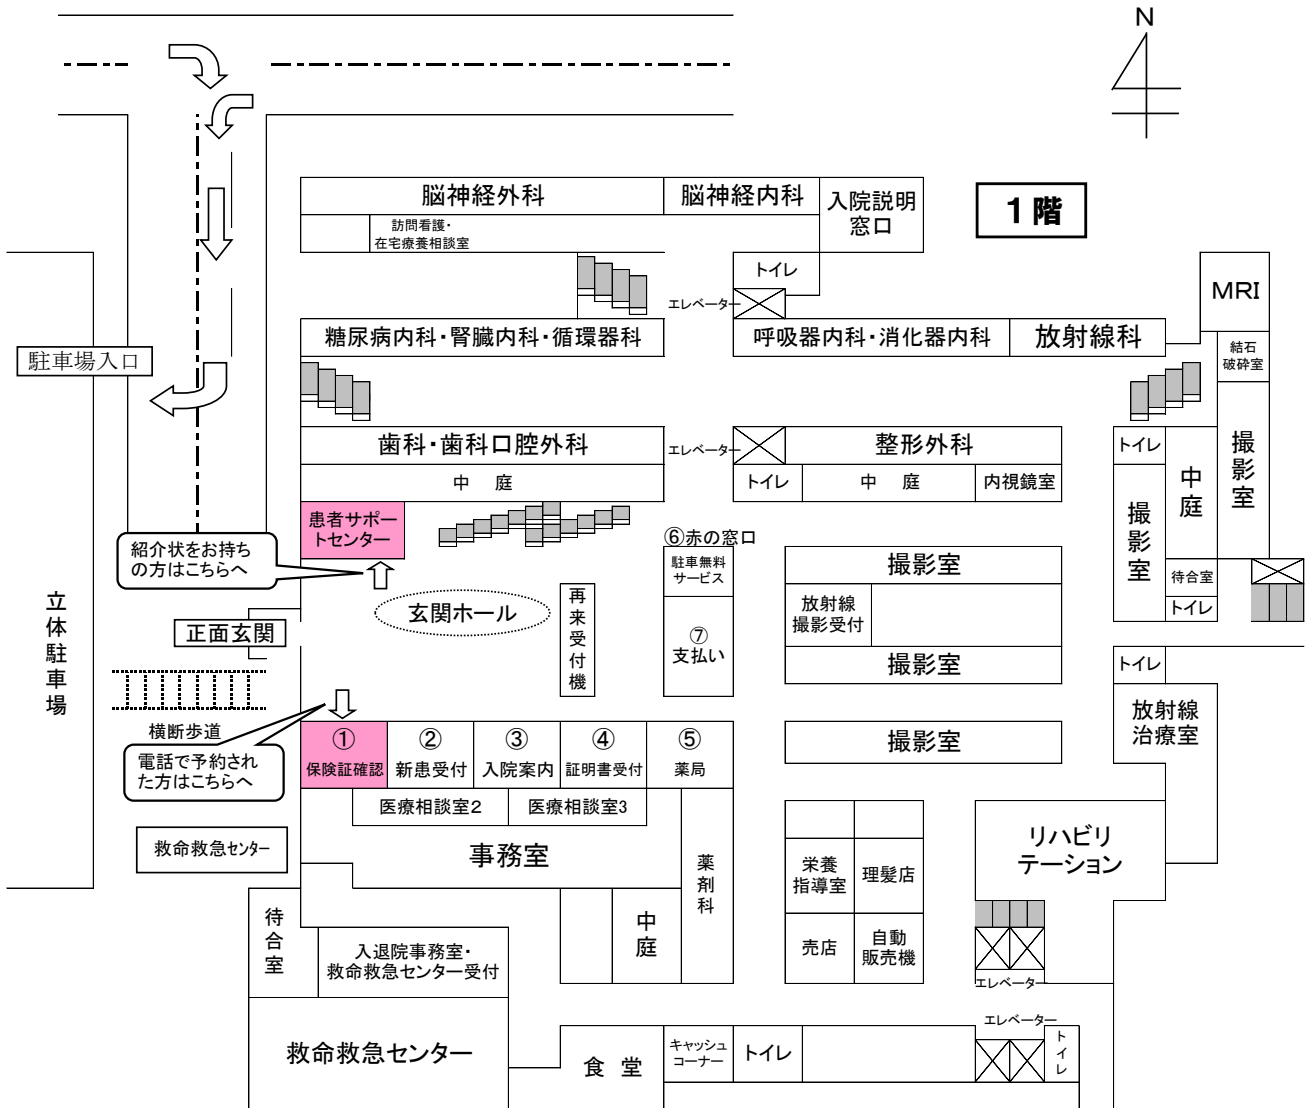 N
1階
脳神経外科
脳神経内科
入院説明
窓口
訪問看護・
在宅療養相談室
トイレ
エレベーター
MRI
糖尿病内科・腎臓内科・循環器科
呼吸器内科・消化器内科
放射線科
結石
破砕室
駐車場入口
歯科・歯科口腔外科
エレベーター
整形外科
トイレ
中庭
撮影室
中 庭
トイレ
中 庭
内視鏡室
患者サポー
トセンター
撮影室
⑥赤の窓口
紹介状をお持ち
の方はこちらへ
駐車無料
サービス
撮影室
待合室
トイレ
立体駐車場
玄関ホール
再来受付機
放射線
撮影受付
正面玄関
⑦
支払い
撮影室
トイレ
横断歩道
放射線
治療室
電話で予約され
た方はこちらへ
①
保険証確認
②
新患受付
③
入院案内
④
証明書受付
⑤
薬局
撮影室
医療相談室2
医療相談室3
救命救急センター
事務室
薬剤科
栄養
指導室
理髪店
リハビリ
テーション
待合室
中庭
入退院事務室・
救命救急センター受付
売店
自動
販売機
エレベーター
エレベーター
救命救急センター
食 堂
キャッシュ
コーナー
トイレ
トイレ